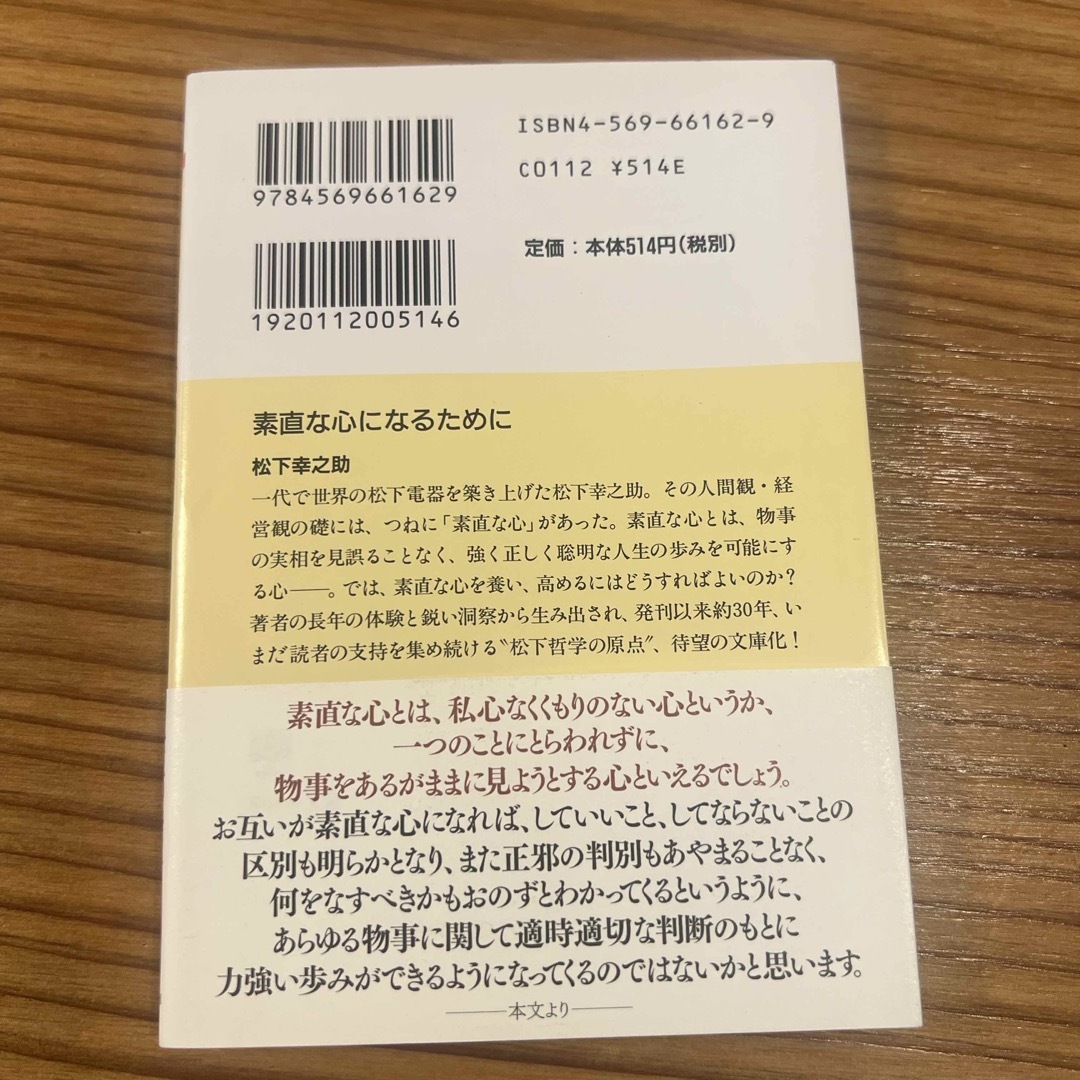 ISBN4-569-66162-9
C0112 ¥514E
9784569661629
定価：本体514円（税別）
1920112005146
素直な心になるために
松下幸之助
一代で世界の松下電器を築き上げた松下幸之助。その人間観・経
営観の礎には、つねに「素直な心」があった。素直な心とは、物事
の実相を見誤ることなく、強く正しく聡明な人生の歩みを可能にす
る心――。では、素直な心を養い、高めるにはどうすればよいのか？
著者の長年の体験と鋭い洞察から生み出され、発刊以来約30年、い
まだ読者の支持を集め続ける〝松下哲学の原点〟、待望の文庫化！
素直な心とは、私心なくくもりのない心というか、
一つのことにとらわれずに、
物事をあるがままに見ようとする心といえるでしょう。
お互いが素直な心になれば、していいこと、してならないことの
区別も明らかとなり、また正邪の判別もあやまることなく、
何をなすべきかもおのずとわかってくるというように、
あらゆる物事に関して適時適切な判断のもとに
力強い歩みができるようになってくるのではないかと思います。
――本文より――